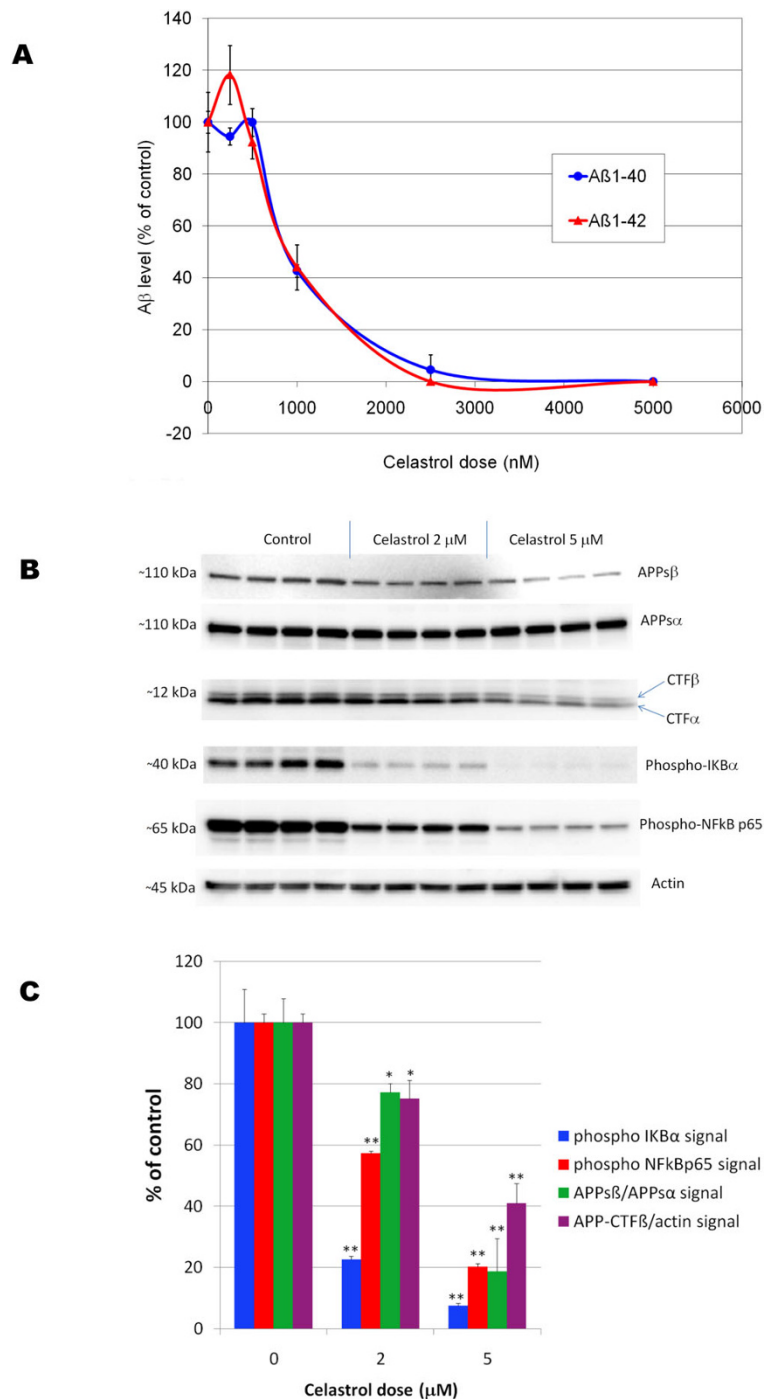 A
140
120
100
80
60
40
20
0
-20
Aβ level (% of control)
Aß1-40
Aß1-42
0 1000 2000 3000 4000 5000 6000
Celastrol dose (nM)
B
Control Celastrol 2 μM Celastrol 5 μM
~110 kDa APPsβ
~110 kDa APPsα
~12 kDa CTFβ
CTFα
~40 kDa Phospho-IKBα
~65 kDa Phospho-NFkB p65
~45 kDa Actin
C
120
100
80
60
40
20
0
% of control
** ** * *
** ** ** **
phospho IKBα signal
phospho NFkBp65 signal
APPsß/APPsα signal
APP-CTFß/actin signal
0 2 5
Celastrol dose (μM)